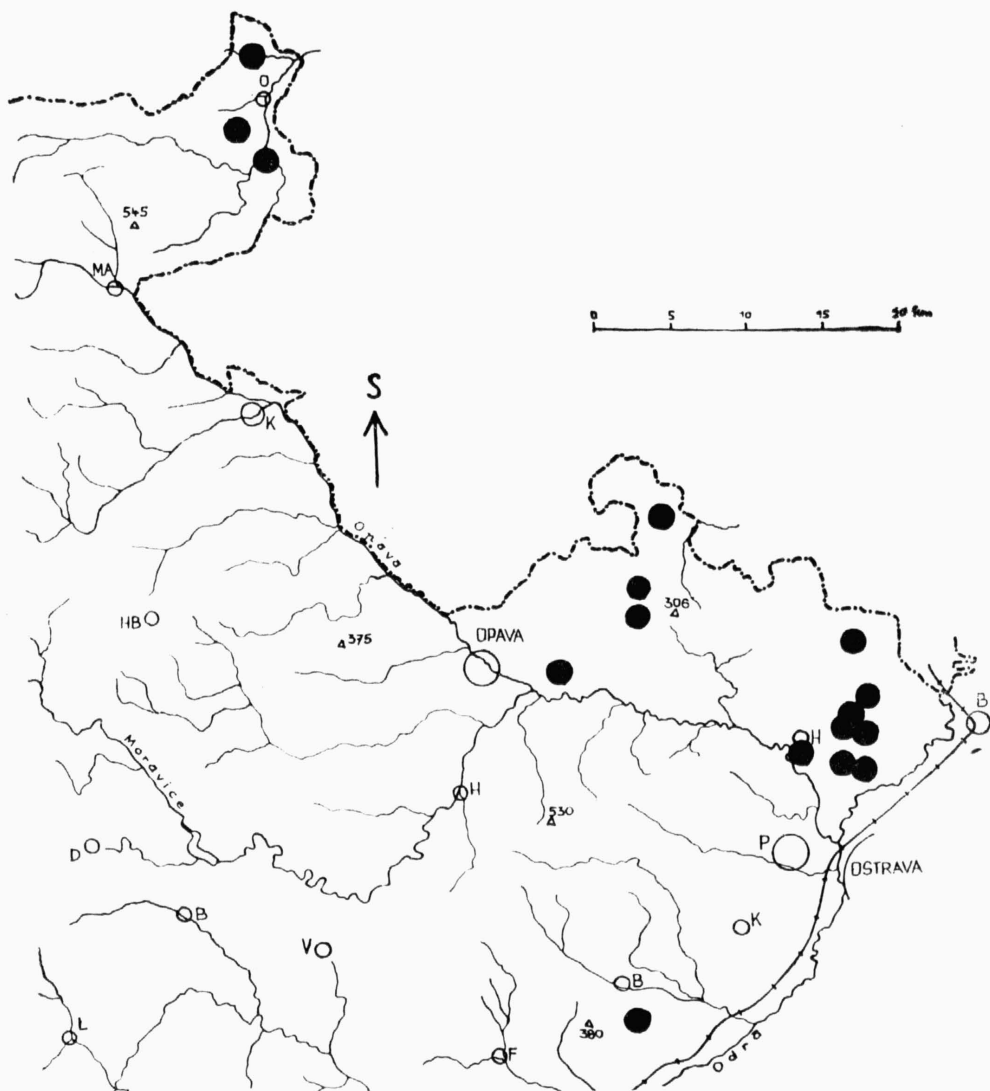 O
545
MA
0 5 10 15 20 km
S
K
Opava
306
HB
375
OPAVA
B
H
Moravice
H
530
D
P
OSTRAVA
B
K
V
B
380
Odra
L
F